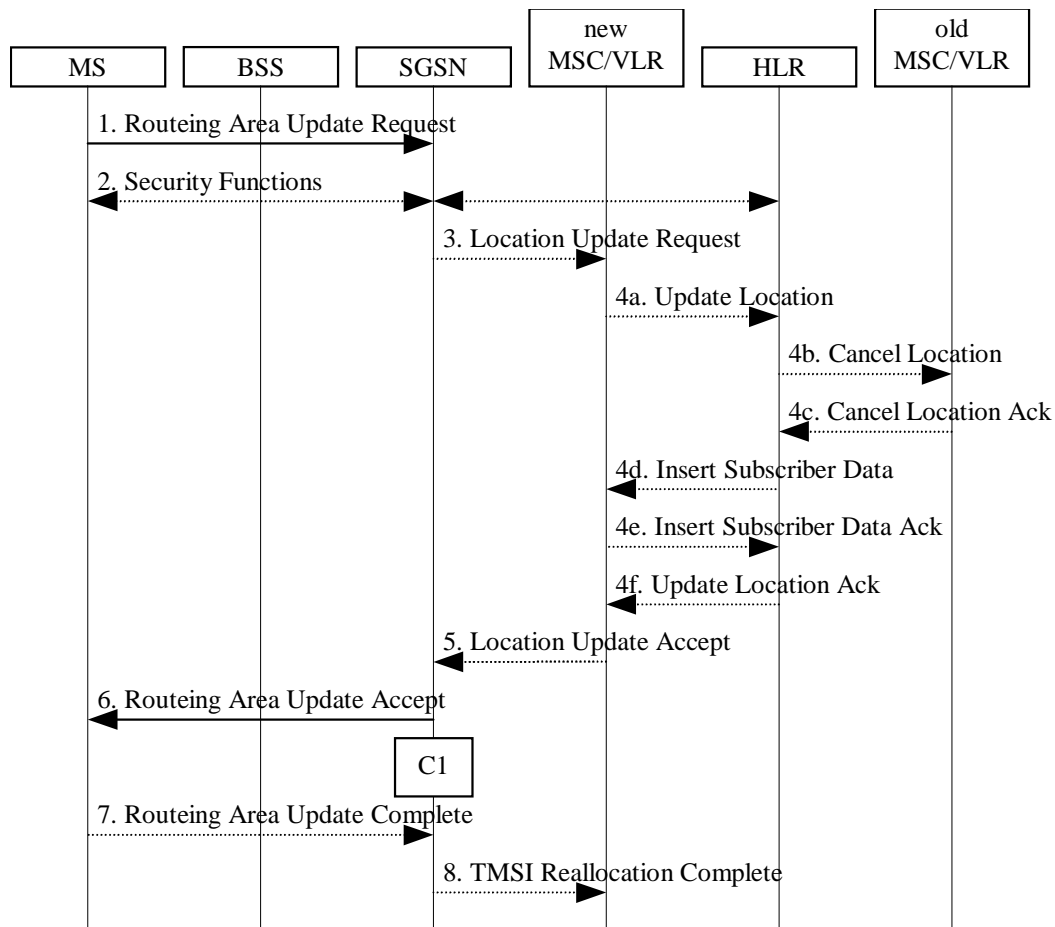 new
MSC/VLR
old
MSC/VLR
MS
BSS
SGSN
HLR
1. Routeing Area Update Request
2. Security Functions
3. Location Update Request
4a. Update Location
4b. Cancel Location
4c. Cancel Location Ack
4d. Insert Subscriber Data
4e. Insert Subscriber Data Ack
4f. Update Location Ack
5. Location Update Accept
6. Routeing Area Update Accept
C1
7. Routeing Area Update Complete
8. TMSI Reallocation Complete